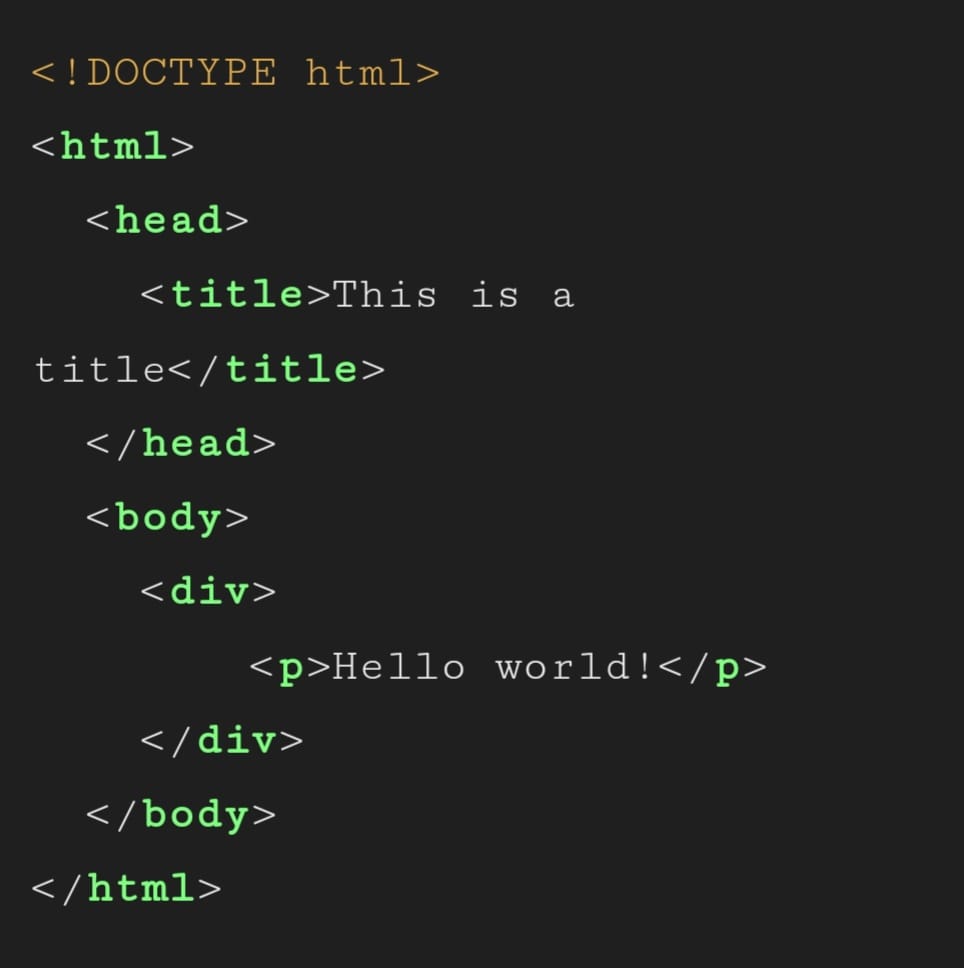 <!DOCTYPE html>
<html>
  <head>
    <title>This is a
title</title>
  </head>
  <body>
    <div>
        <p>Hello world!</p>
    </div>
  </body>
</html>